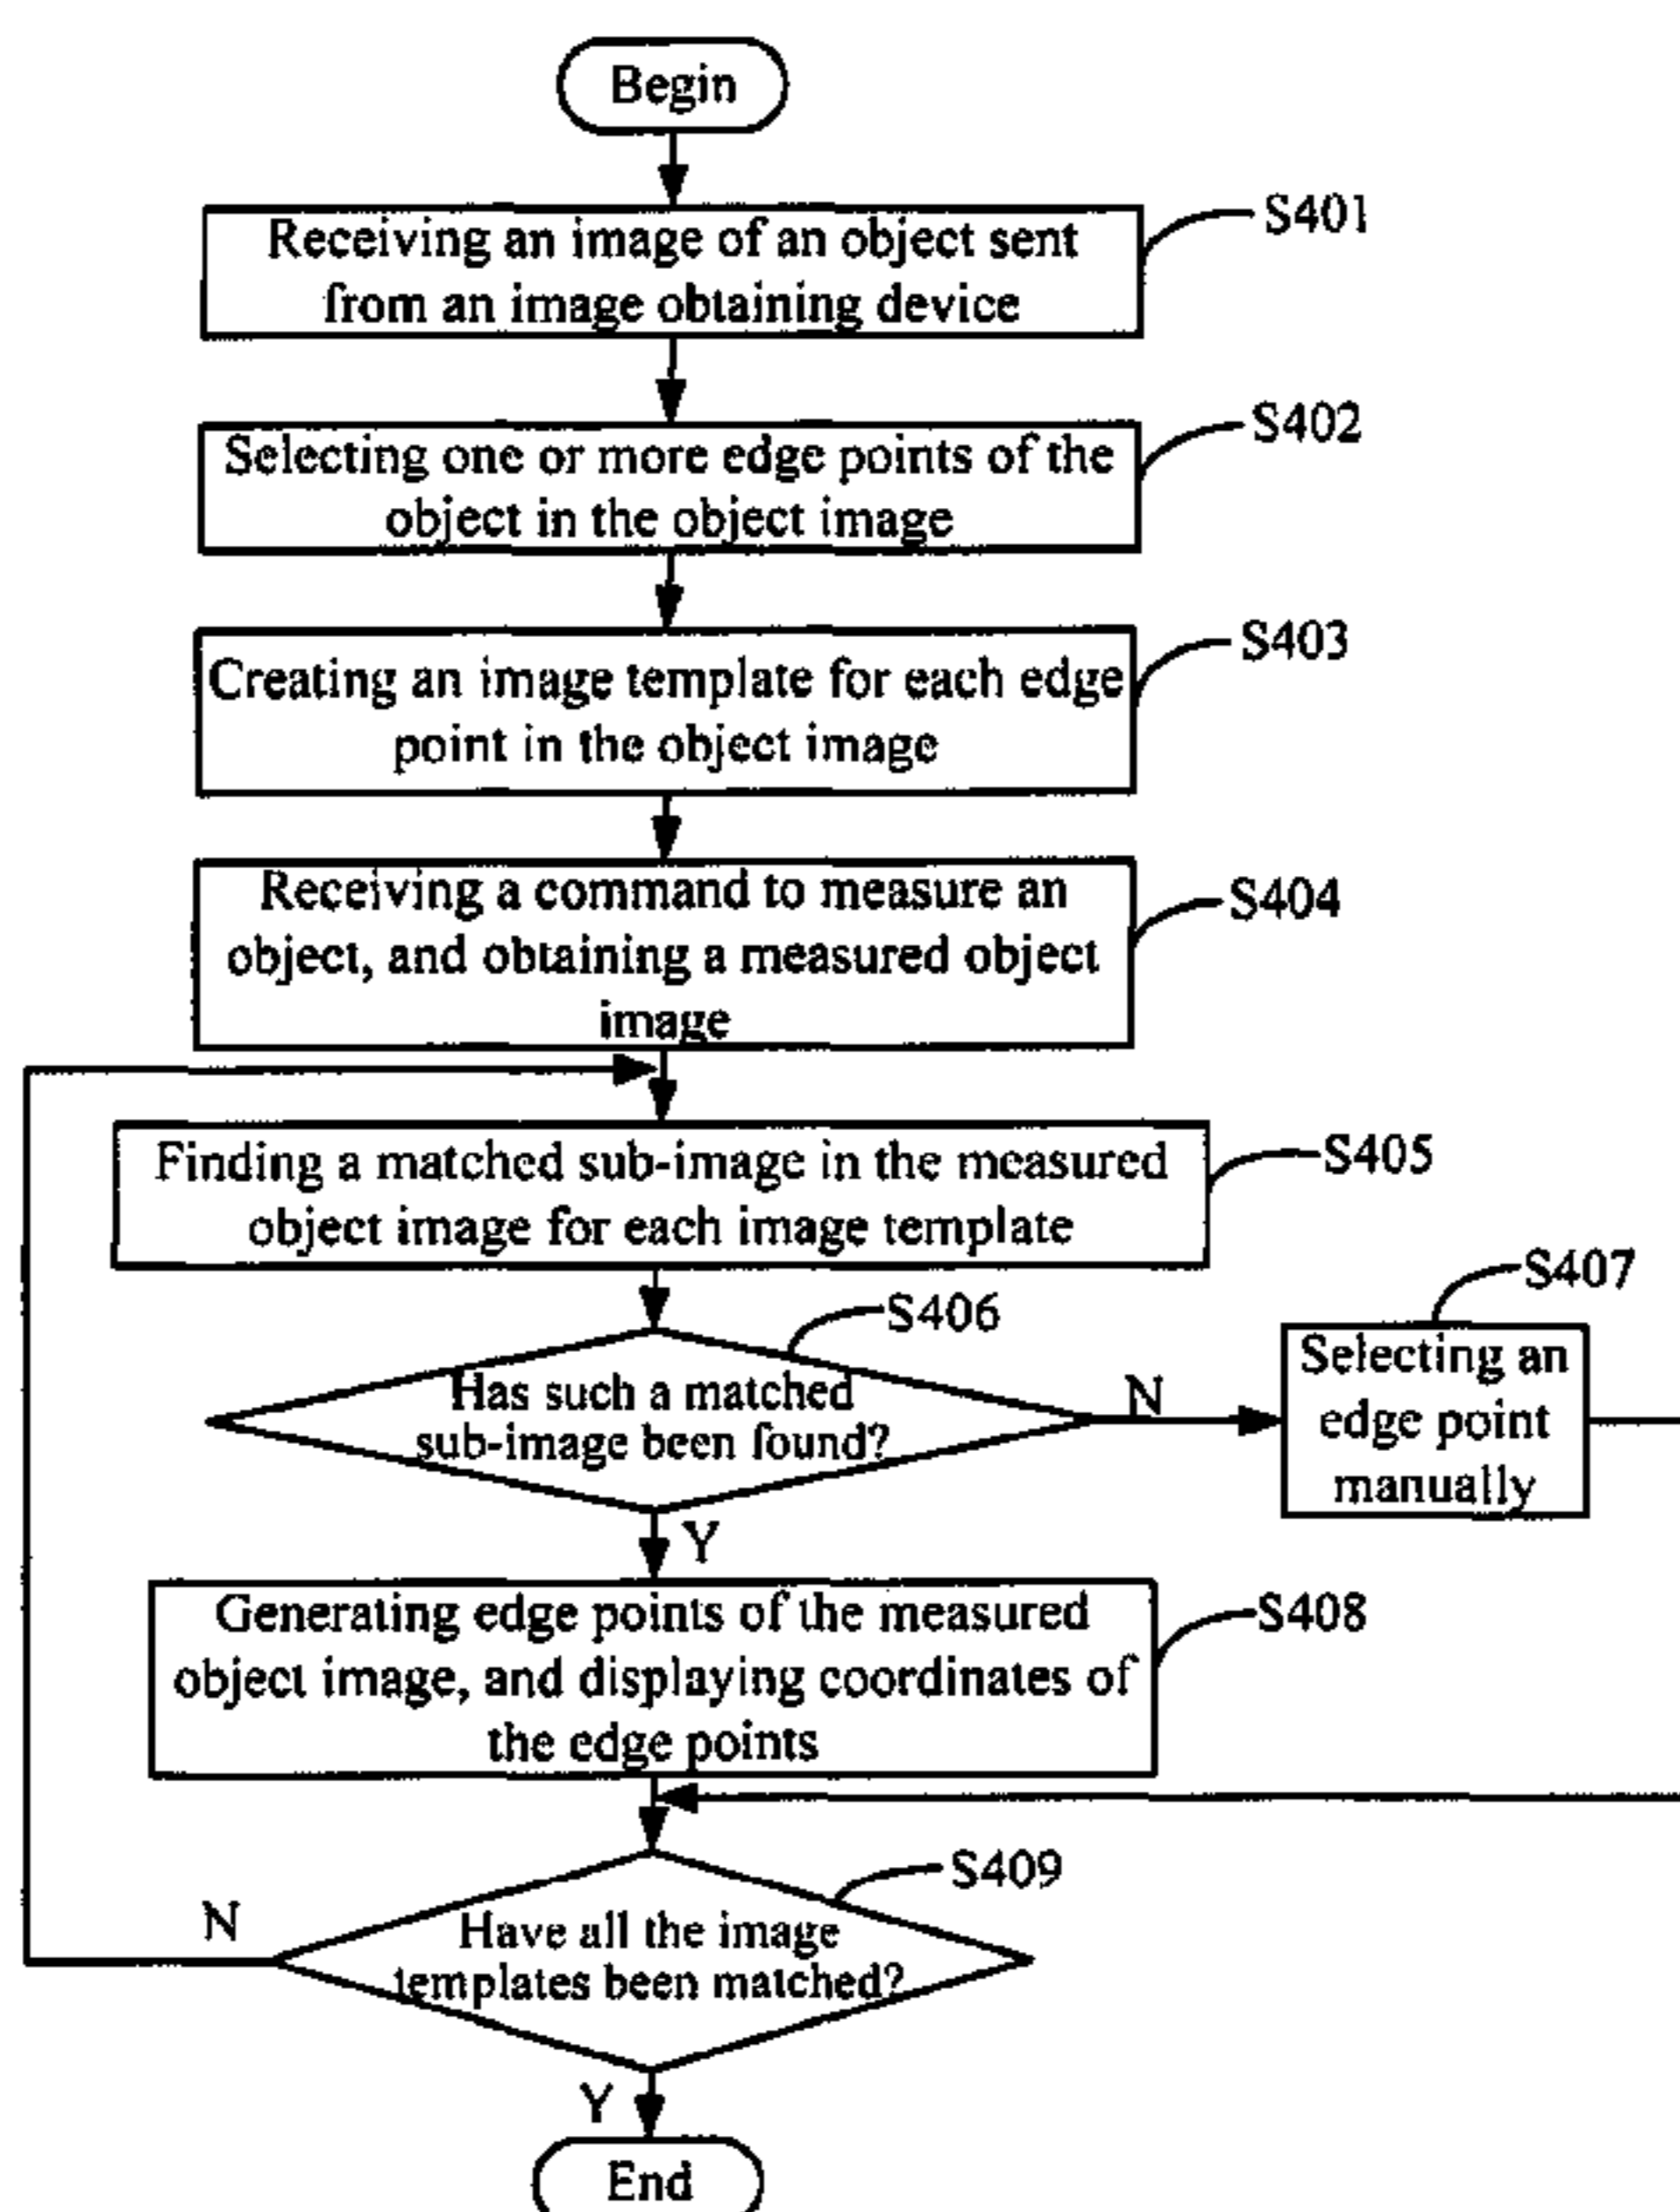 Begin
Receiving an image of an object sent
from an image obtaining device
S401
Selecting one or more edge points of the
object in the object image
S402
Creating an image template for each edge
point in the object image
S403
Receiving a command to measure an
object, and obtaining a measured object
image
S404
Finding a matched sub-image in the measured
object image for each image template
S405
Has such a matched
sub-image been found?
S406
N
Selecting an
edge point
manually
S407
Y
Generating edge points of the measured
object image, and displaying coordinates of
the edge points
S408
Have all the image
templates been matched?
S409
N
Y
End